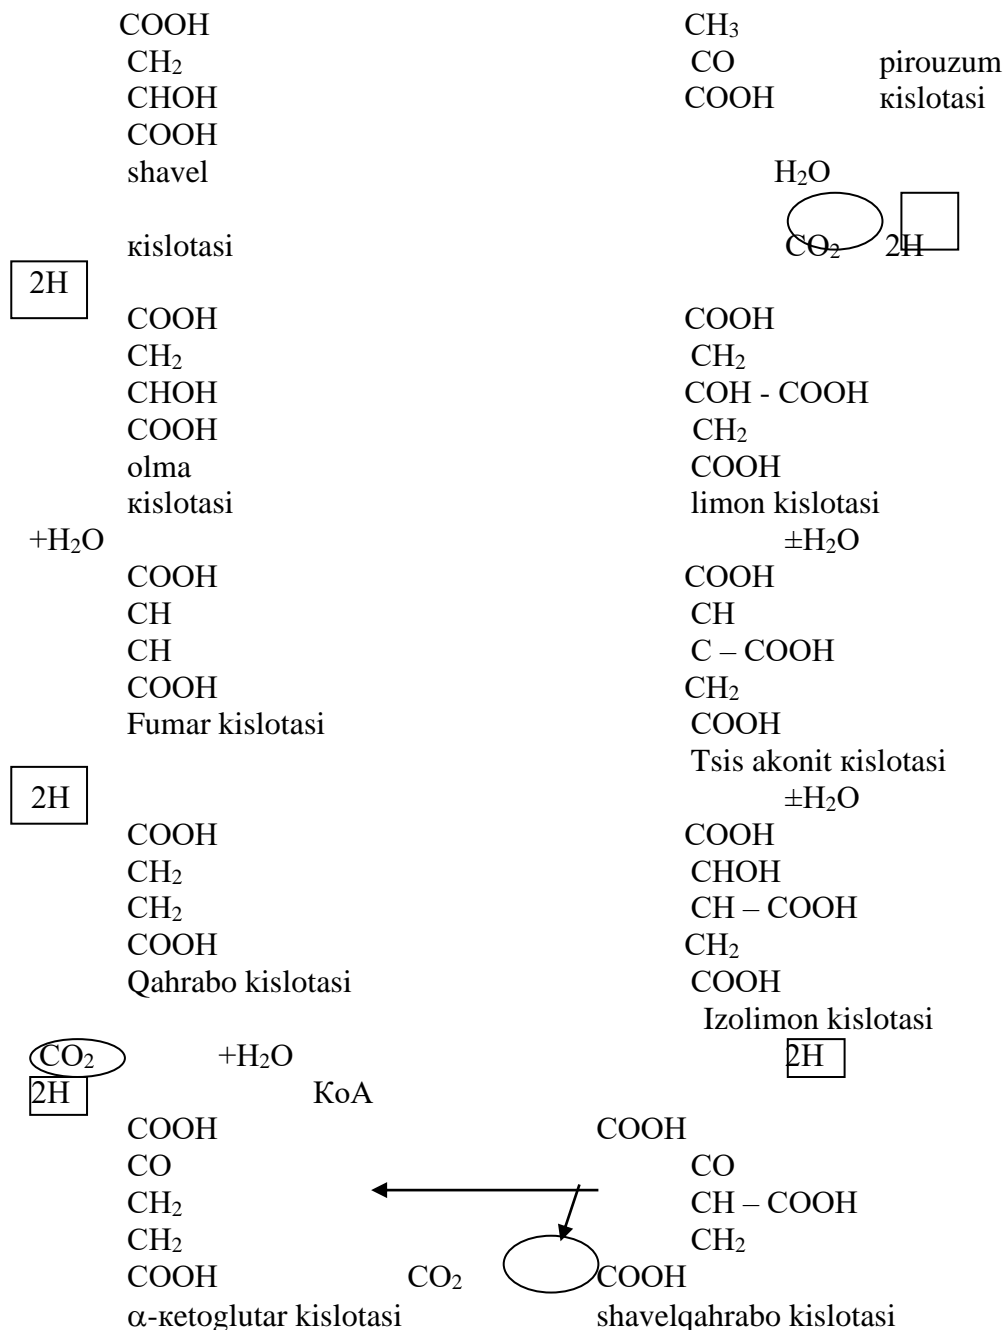 COOH CH₃
CH₂ CO pirouzum
CHOH COOH кislotasi
COOH
shavel H₂O
кislotasi CO₂ 2H
2H
COOH COOH
CH₂ CH₂
CHOH COH - COOH
COOH CH₂
olma COOH
кislotasi limon kislotasi
+H₂O ±H₂O
COOH COOH
CH CH
CH C – COOH
COOH CH₂
Fumar kislotasi COOH
Tsis akonit кislotasi
2H ±H₂O
COOH COOH
CH₂ CHOH
CH₂ CH – COOH
COOH CH₂
Qahrabo kislotasi COOH
Izolimon kislotasi
CO₂ +H₂O 2H
2H КоА
COOH COOH
CO CO
CH₂ CH – COOH
CH₂ CH₂
COOH CO₂ COOH
α-кetoglutar kislotasi shavelqahrabo kislotasi